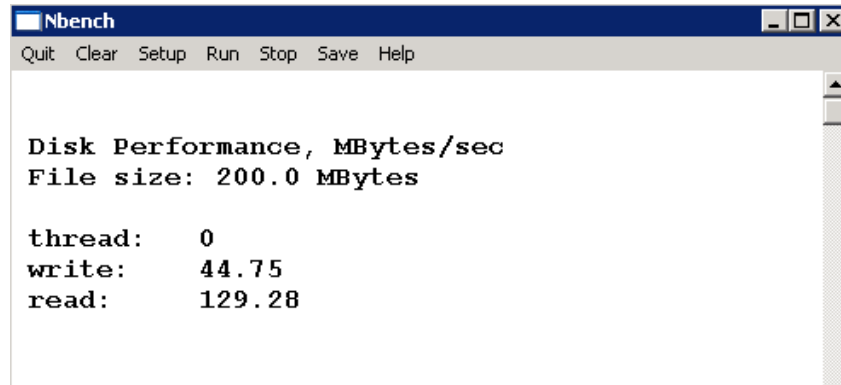 Nbench
Quit Clear Setup Run Stop Save Help
Disk Performance, MBytes/sec
File size: 200.0 MBytes
thread: 0
write: 44.75
read: 129.28